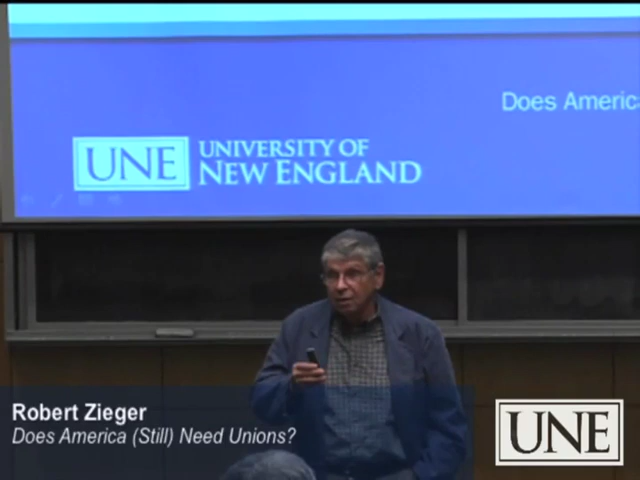 Does America
UNE
UNIVERSITY OF
NEW ENGLAND
Robert Zieger
Does America (Still) Need Unions?
UNE